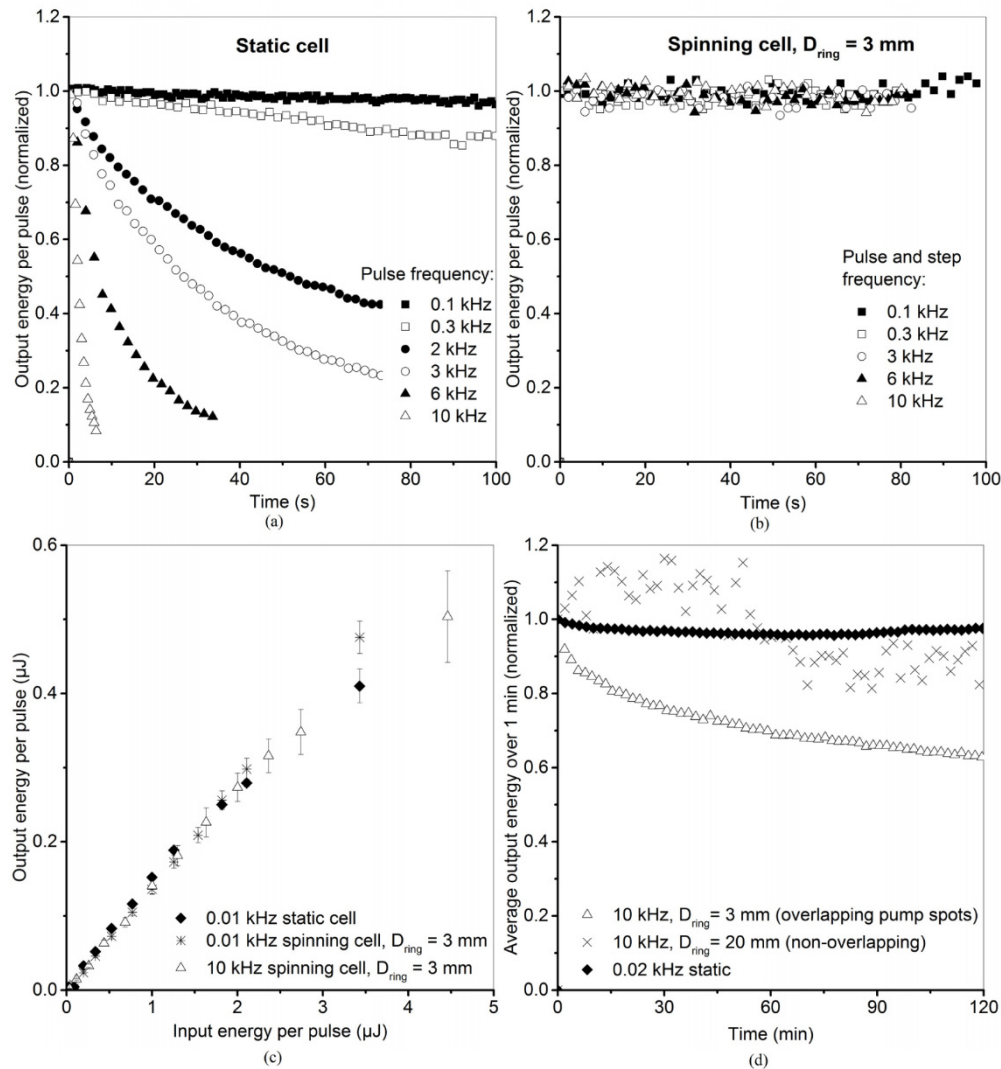 Static cell
Output energy per pulse (normalized)
1.2
1.0
0.8
0.6
0.4
0.2
0.0
Pulse frequency:
0.1 kHz
0.3 kHz
2 kHz
3 kHz
6 kHz
10 kHz
0 20 40 60 80 100
Time (s)
(a)
Spinning cell, Dring = 3 mm
Output energy per pulse (normalized)
1.2
1.0
0.8
0.6
0.4
0.2
0.0
Pulse and step
frequency:
0.1 kHz
0.3 kHz
3 kHz
6 kHz
10 kHz
0 20 40 60 80 100
Time (s)
(b)
Output energy per pulse (µJ)
0.6
0.4
0.2
0.0
0.01 kHz static cell
0.01 kHz spinning cell, Dring = 3 mm
10 kHz spinning cell, Dring = 3 mm
0 1 2 3 4 5
Input energy per pulse (µJ)
(c)
Average output energy over 1 min (normalized)
1.2
1.0
0.8
0.6
0.4
0.2
0.0
10 kHz, Dring = 3 mm (overlapping pump spots)
10 kHz, Dring = 20 mm (non-overlapping)
0.02 kHz static
0 30 60 90 120
Time (min)
(d)